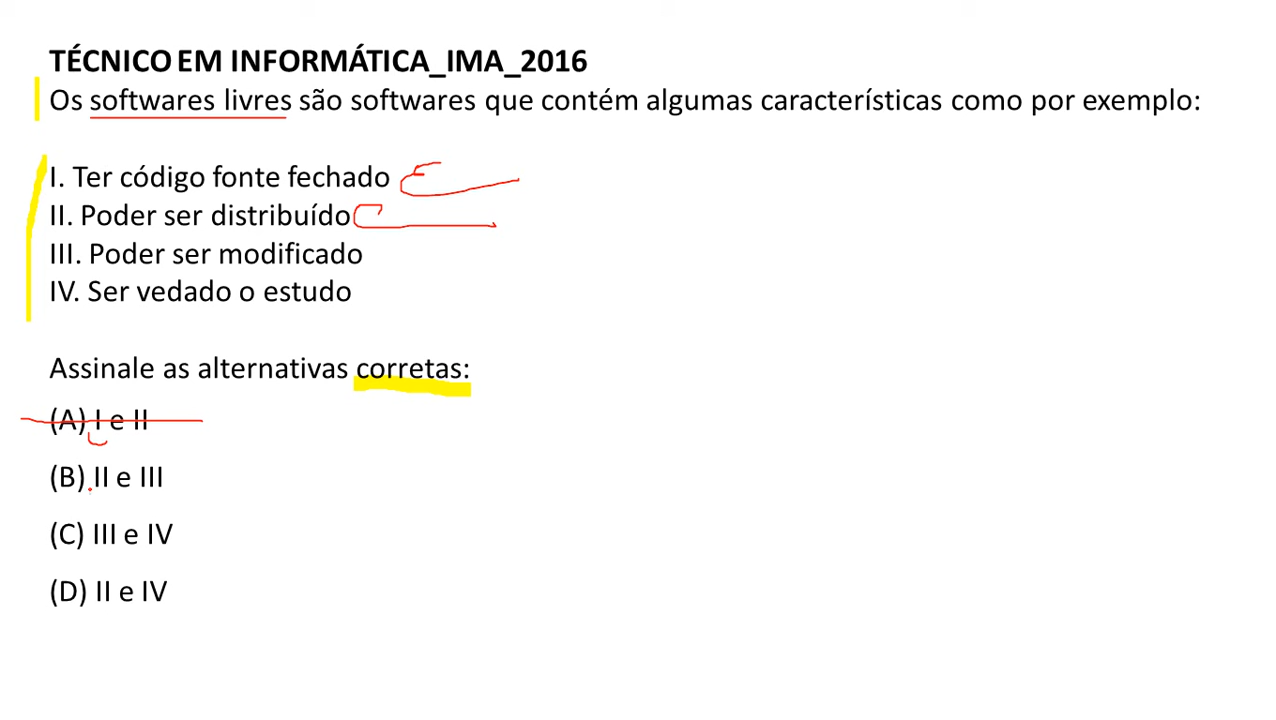 TÉCNICO EM INFORMÁTICA_IMA_2016
Os softwares livres são softwares que contém algumas características como por exemplo:
I. Ter código fonte fechado
II. Poder ser distribuído
III. Poder ser modificado
IV. Ser vedado o estudo
Assinale as alternativas corretas:
(A) I e II
(B) II e III
(C) III e IV
(D) II e IV